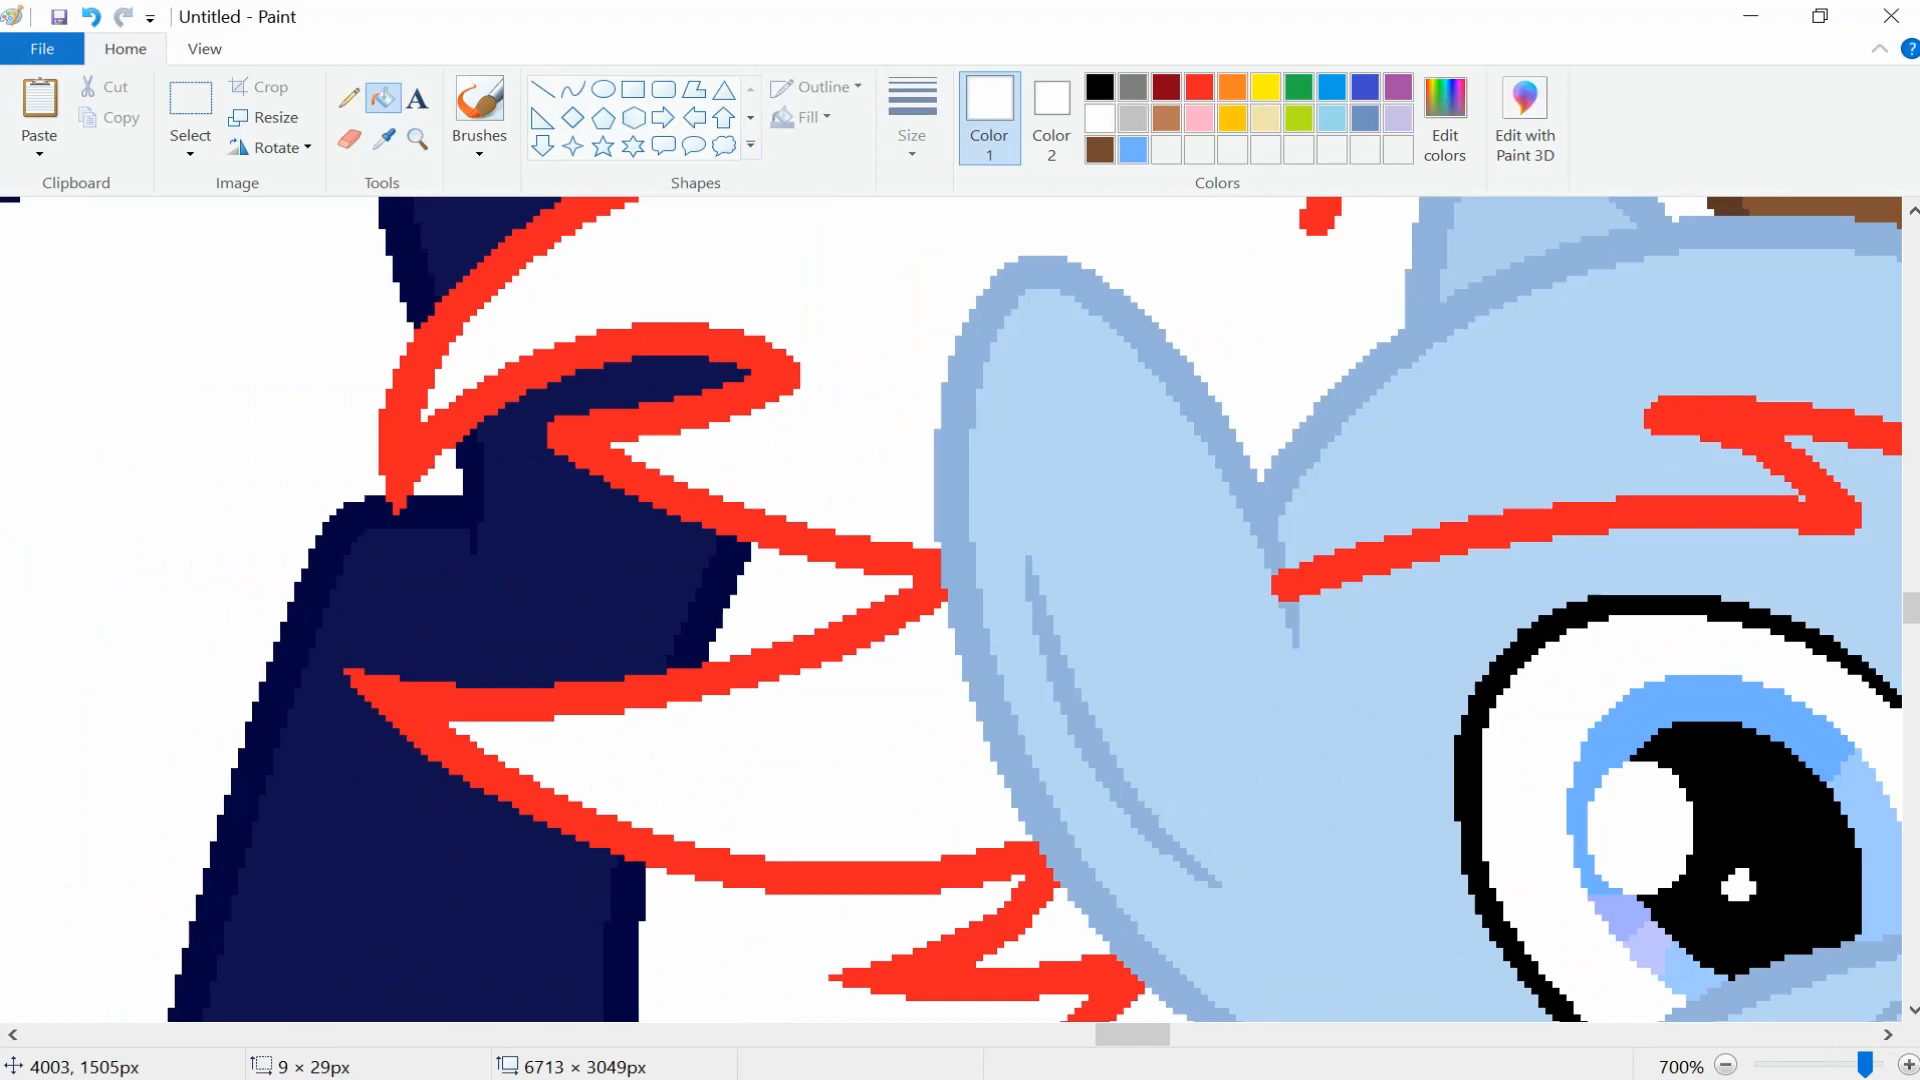 Untitled - Paint
File Home View
Paste
Cut
Copy
Clipboard
Select
Crop
Resize
Rotate
Image
A
Tools
Brushes
Outline
Fill
Shapes
Size
Color 1
Color 2
Edit colors
Colors
Edit with Paint 3D
4003, 1505px 9 × 29px 6713 × 3049px 700%